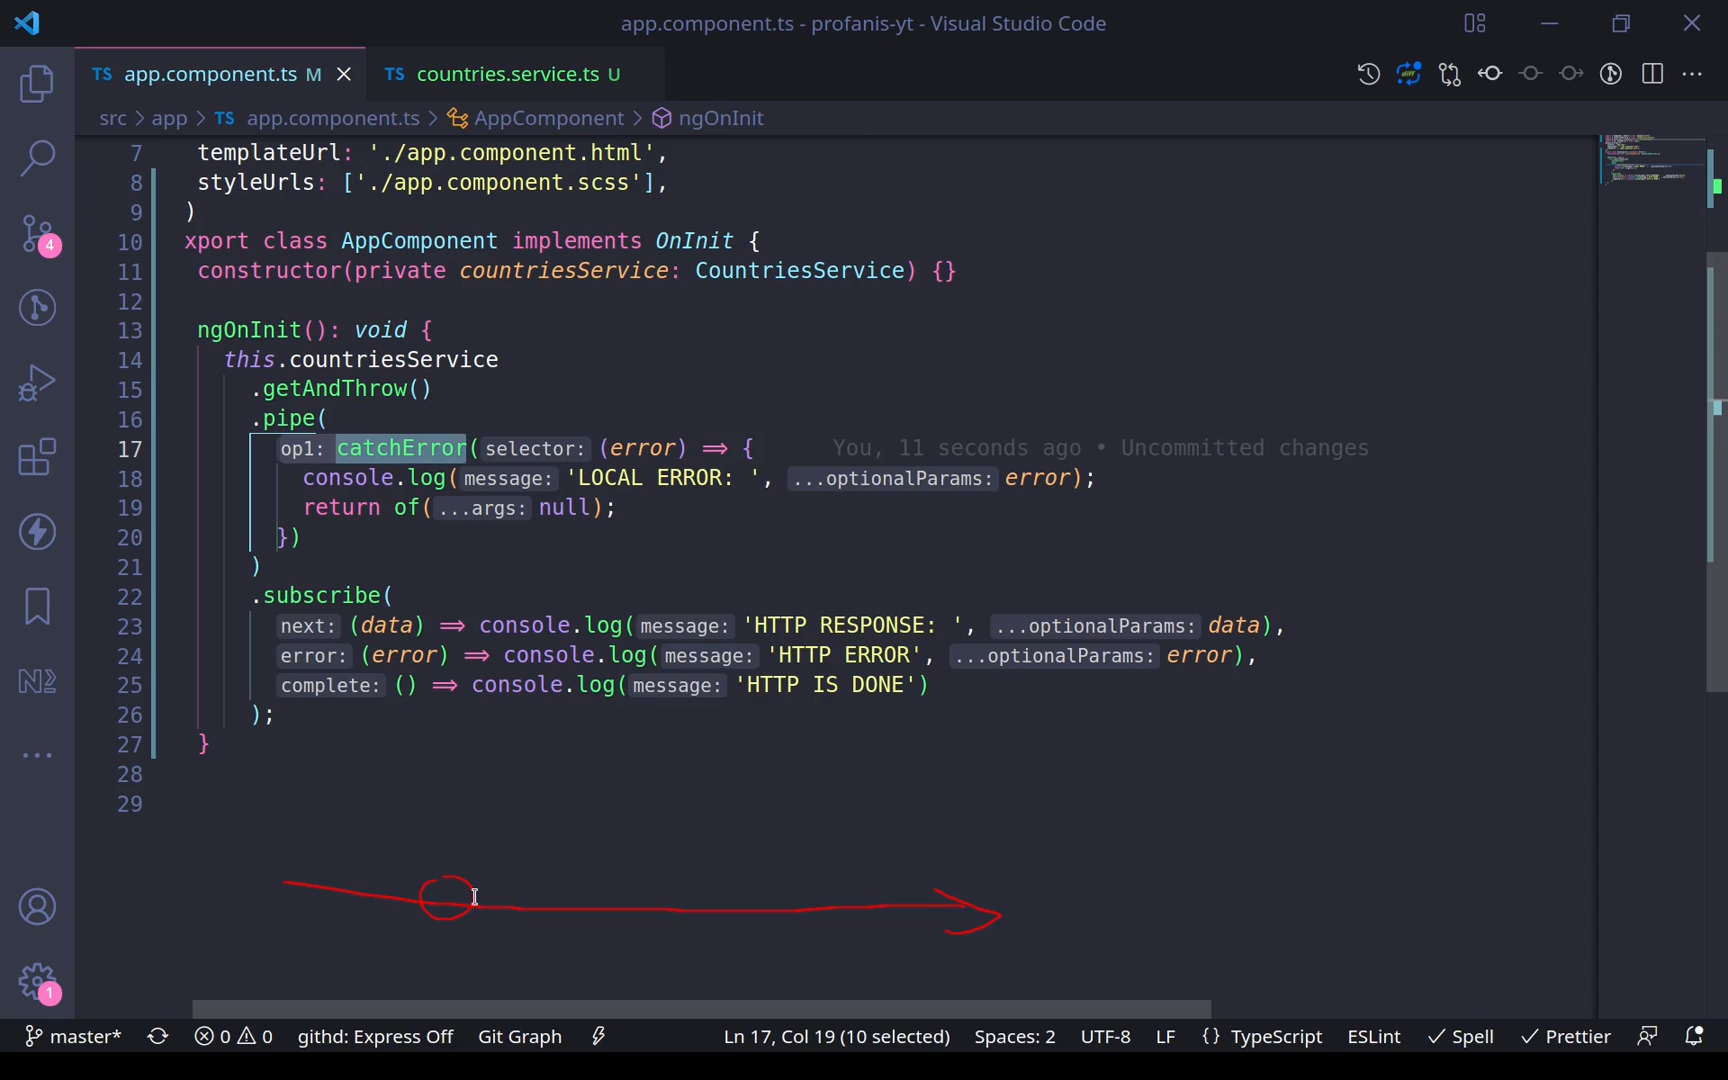 app.component.ts - profanis-yt - Visual Studio Code
TS app.component.ts M
TS countries.service.ts U
src > app > TS app.component.ts > AppComponent > ngOnInit
7 templateUrl: './app.component.html',
8 styleUrls: ['./app.component.scss'],
9 )
10 xport class AppComponent implements OnInit {
11 constructor(private countriesService: CountriesService) {}
12
13 ngOnInit(): void {
14 this.countriesService
15 .getAndThrow()
16 .pipe(
17 op1: catchError(selector: (error) => { You, 11 seconds ago • Uncommitted changes
18 console.log(message: 'LOCAL ERROR: ', ...optionalParams: error);
19 return of(...args: null);
20 })
21 )
22 .subscribe(
23 next: (data) => console.log(message: 'HTTP RESPONSE: ', ...optionalParams: data),
24 error: (error) => console.log(message: 'HTTP ERROR', ...optionalParams: error),
25 complete: () => console.log(message: 'HTTP IS DONE')
26 );
27 }
28
29
4
1
master* 0 0 githd: Express Off Git Graph Ln 17, Col 19 (10 selected) Spaces: 2 UTF-8 LF {} TypeScript ESLint ✓ Spell ✓ Prettier